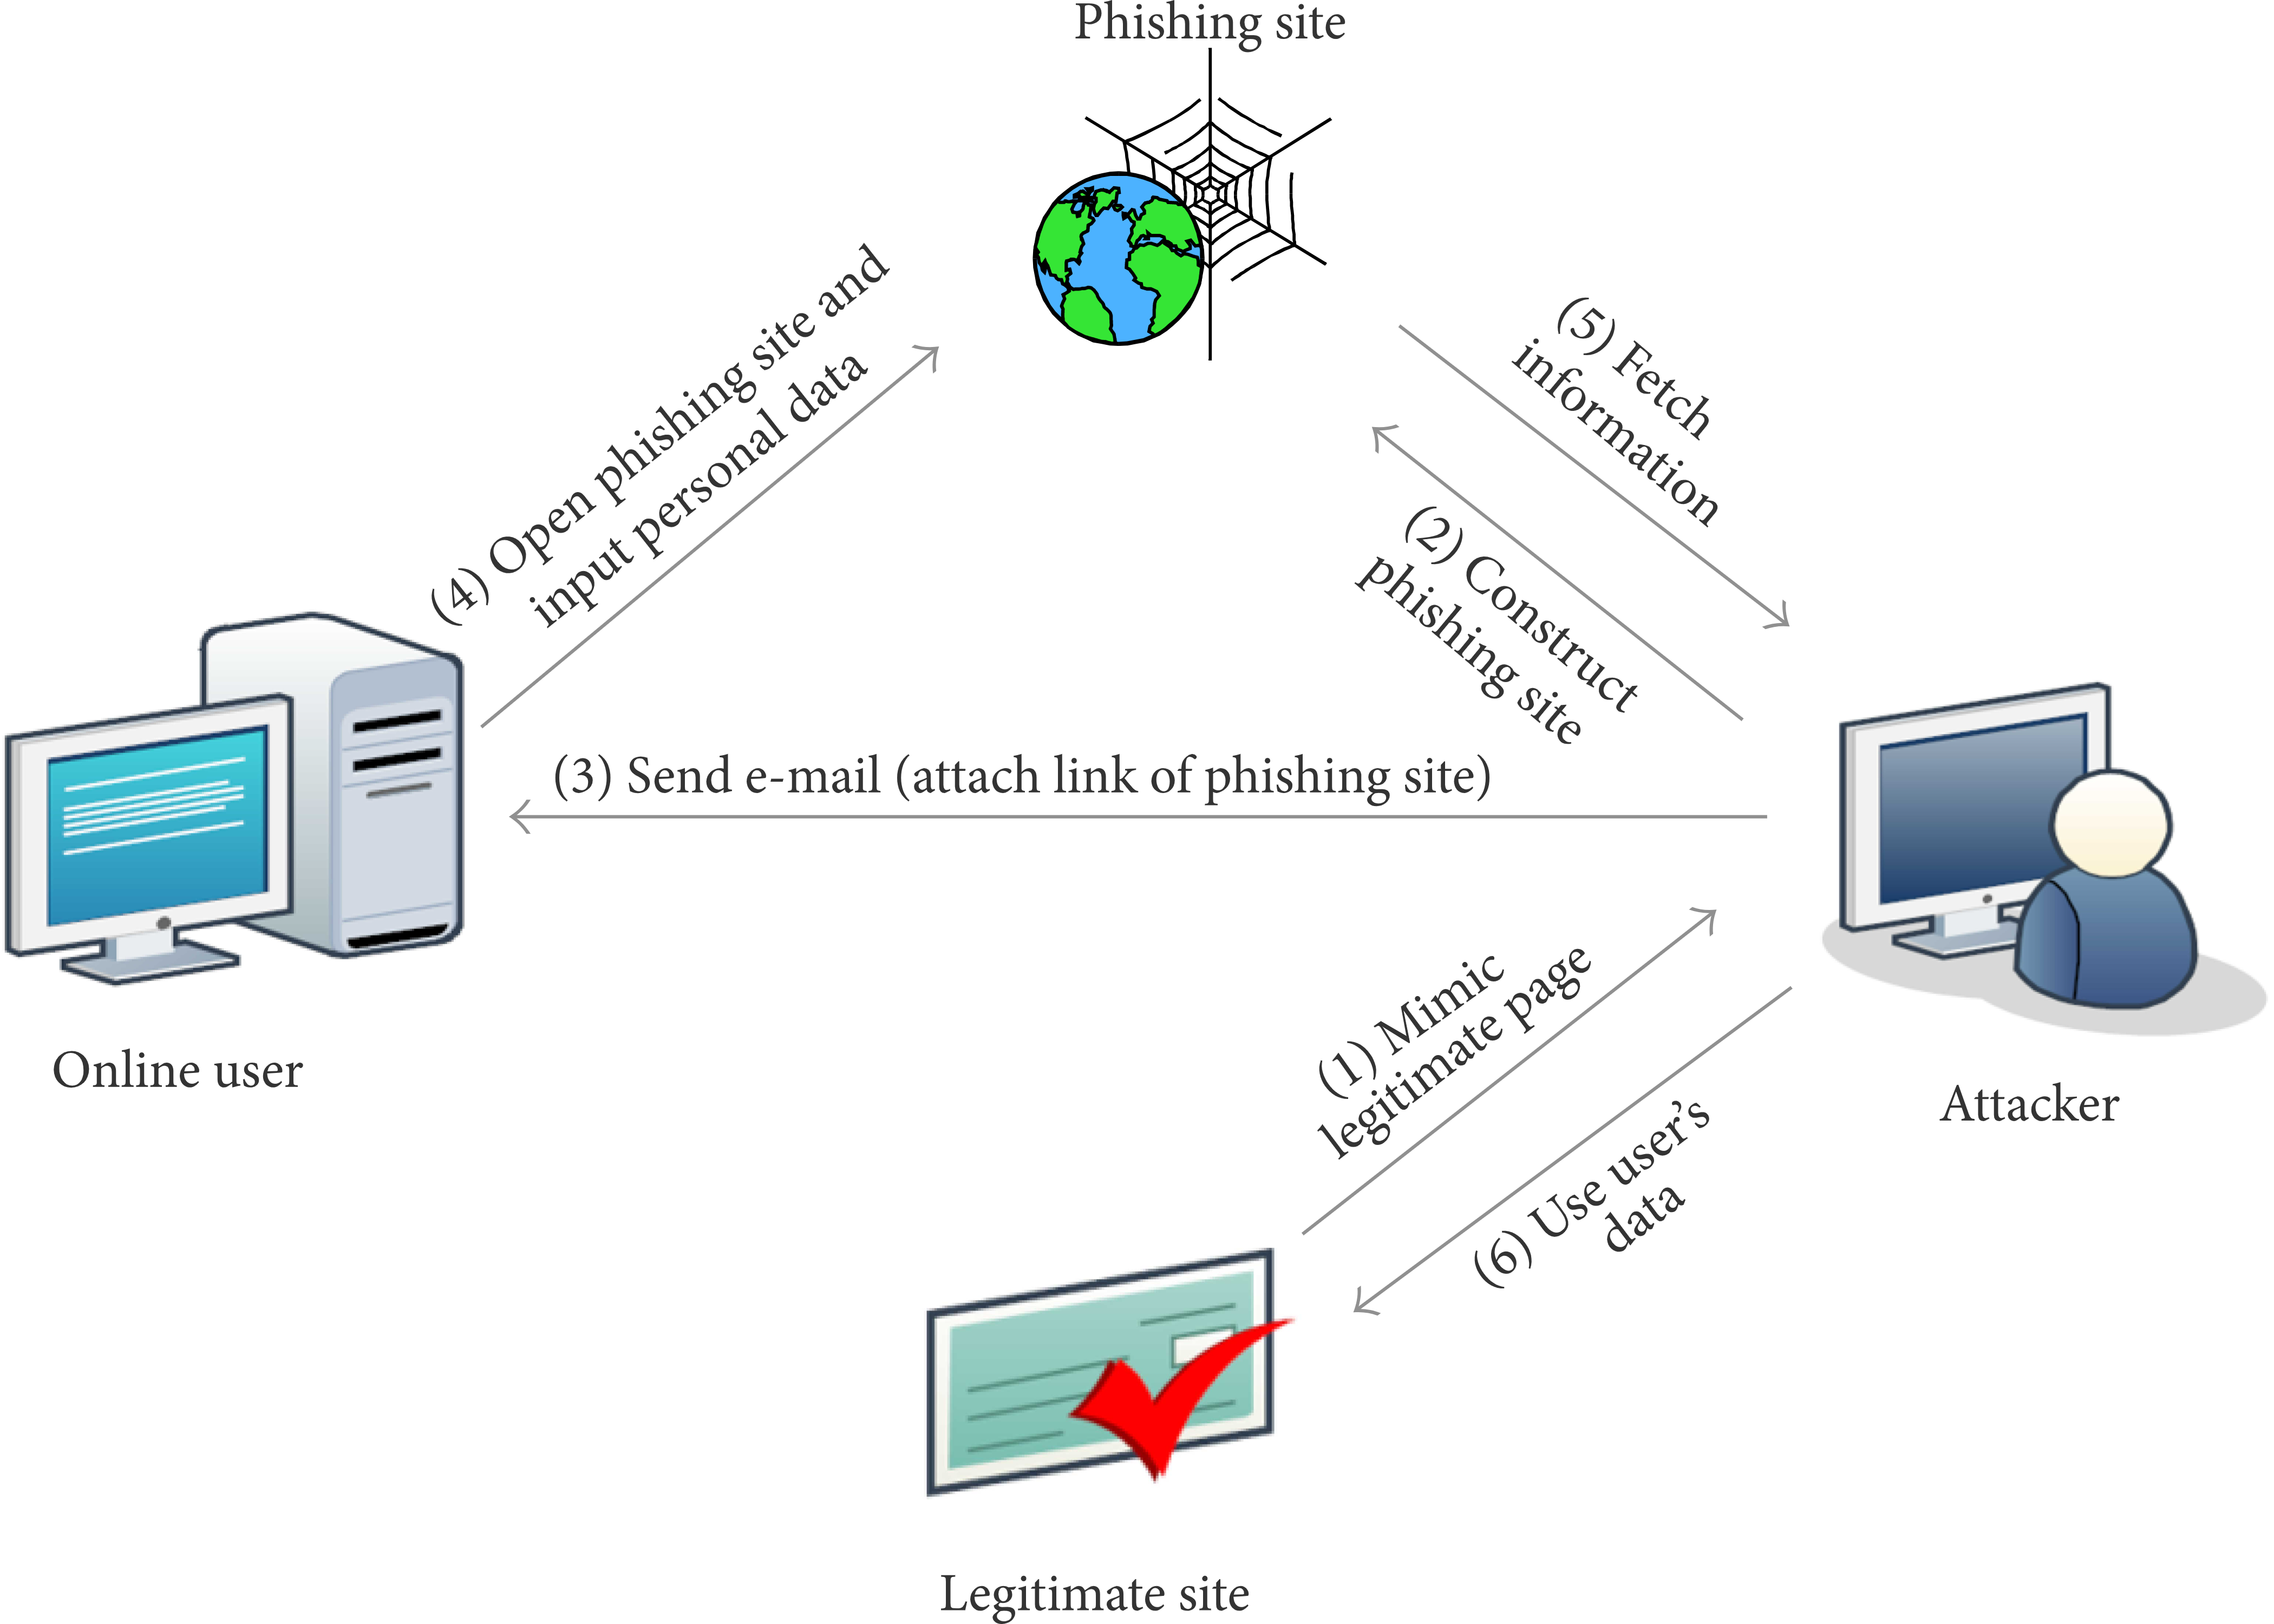 Phishing site
(4) Open phishing site and
input personal data
(5) Fetch
information
(2) Construct
phishing site
(3) Send e-mail (attach link of phishing site)
(1) Mimic
legitimate page
(6) Use user’s
data
Online user
Attacker
Legitimate site